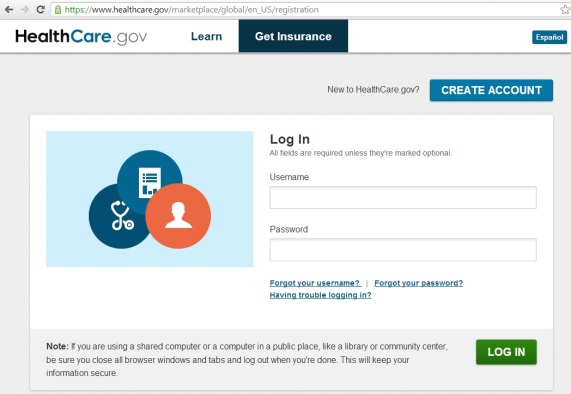 https://www.healthcare.gov/marketplace/global/en_US/registration
HealthCare.gov Learn Get Insurance Español
New to HealthCare.gov? CREATE ACCOUNT
Log In
All fields are required unless they're marked optional.
Username
Password
Forgot your username? | Forgot your password?
Having trouble logging in?
Note: If you are using a shared computer or a computer in a public place, like a library or community center,
be sure you close all browser windows and tabs and log out when you're done. This will keep your
information secure.
LOG IN